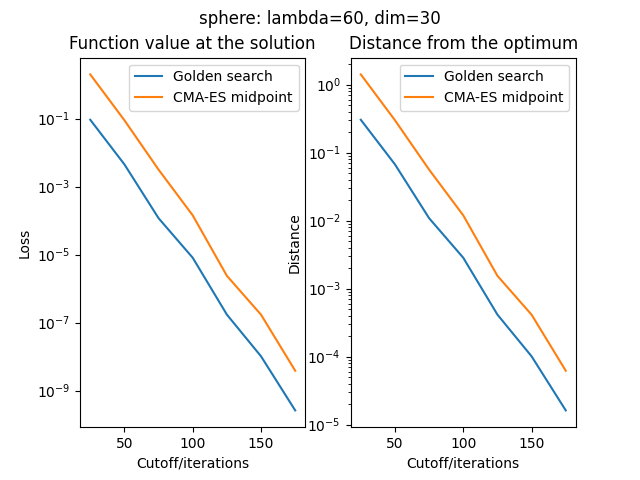 sphere: lambda=60, dim=30
Function value at the solution
Golden search
CMA-ES midpoint
10⁻¹
10⁻³
10⁻⁵
10⁻⁷
10⁻⁹
Loss
50 100 150
Cutoff/iterations
Distance from the optimum
Golden search
CMA-ES midpoint
10⁰
10⁻¹
10⁻²
10⁻³
10⁻⁴
10⁻⁵
Distance
50 100 150
Cutoff/iterations